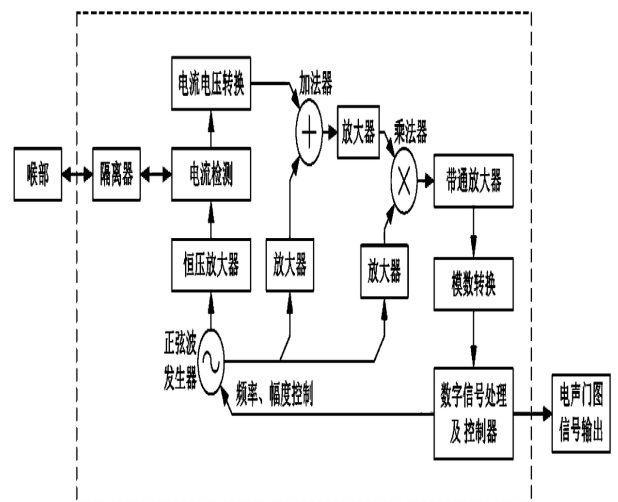 电流电压转换
加法器
放大器
乘法器
喉部
隔离器
电流检测
带通放大器
恒压放大器
放大器
放大器
模数转换
正弦波
发生器
频率、幅度控制
数字信号处理
及 控制器
电声门图
信号输出